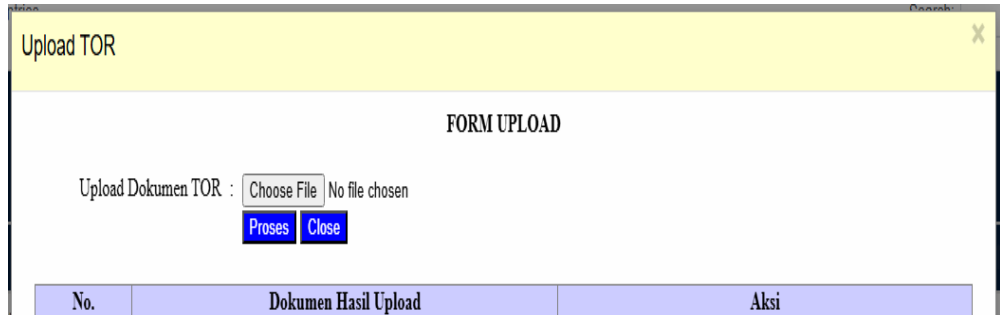 Upload TOR ×
FORM UPLOAD
Upload Dokumen TOR : Choose File No file chosen
Proses Close
No. Dokumen Hasil Upload Aksi